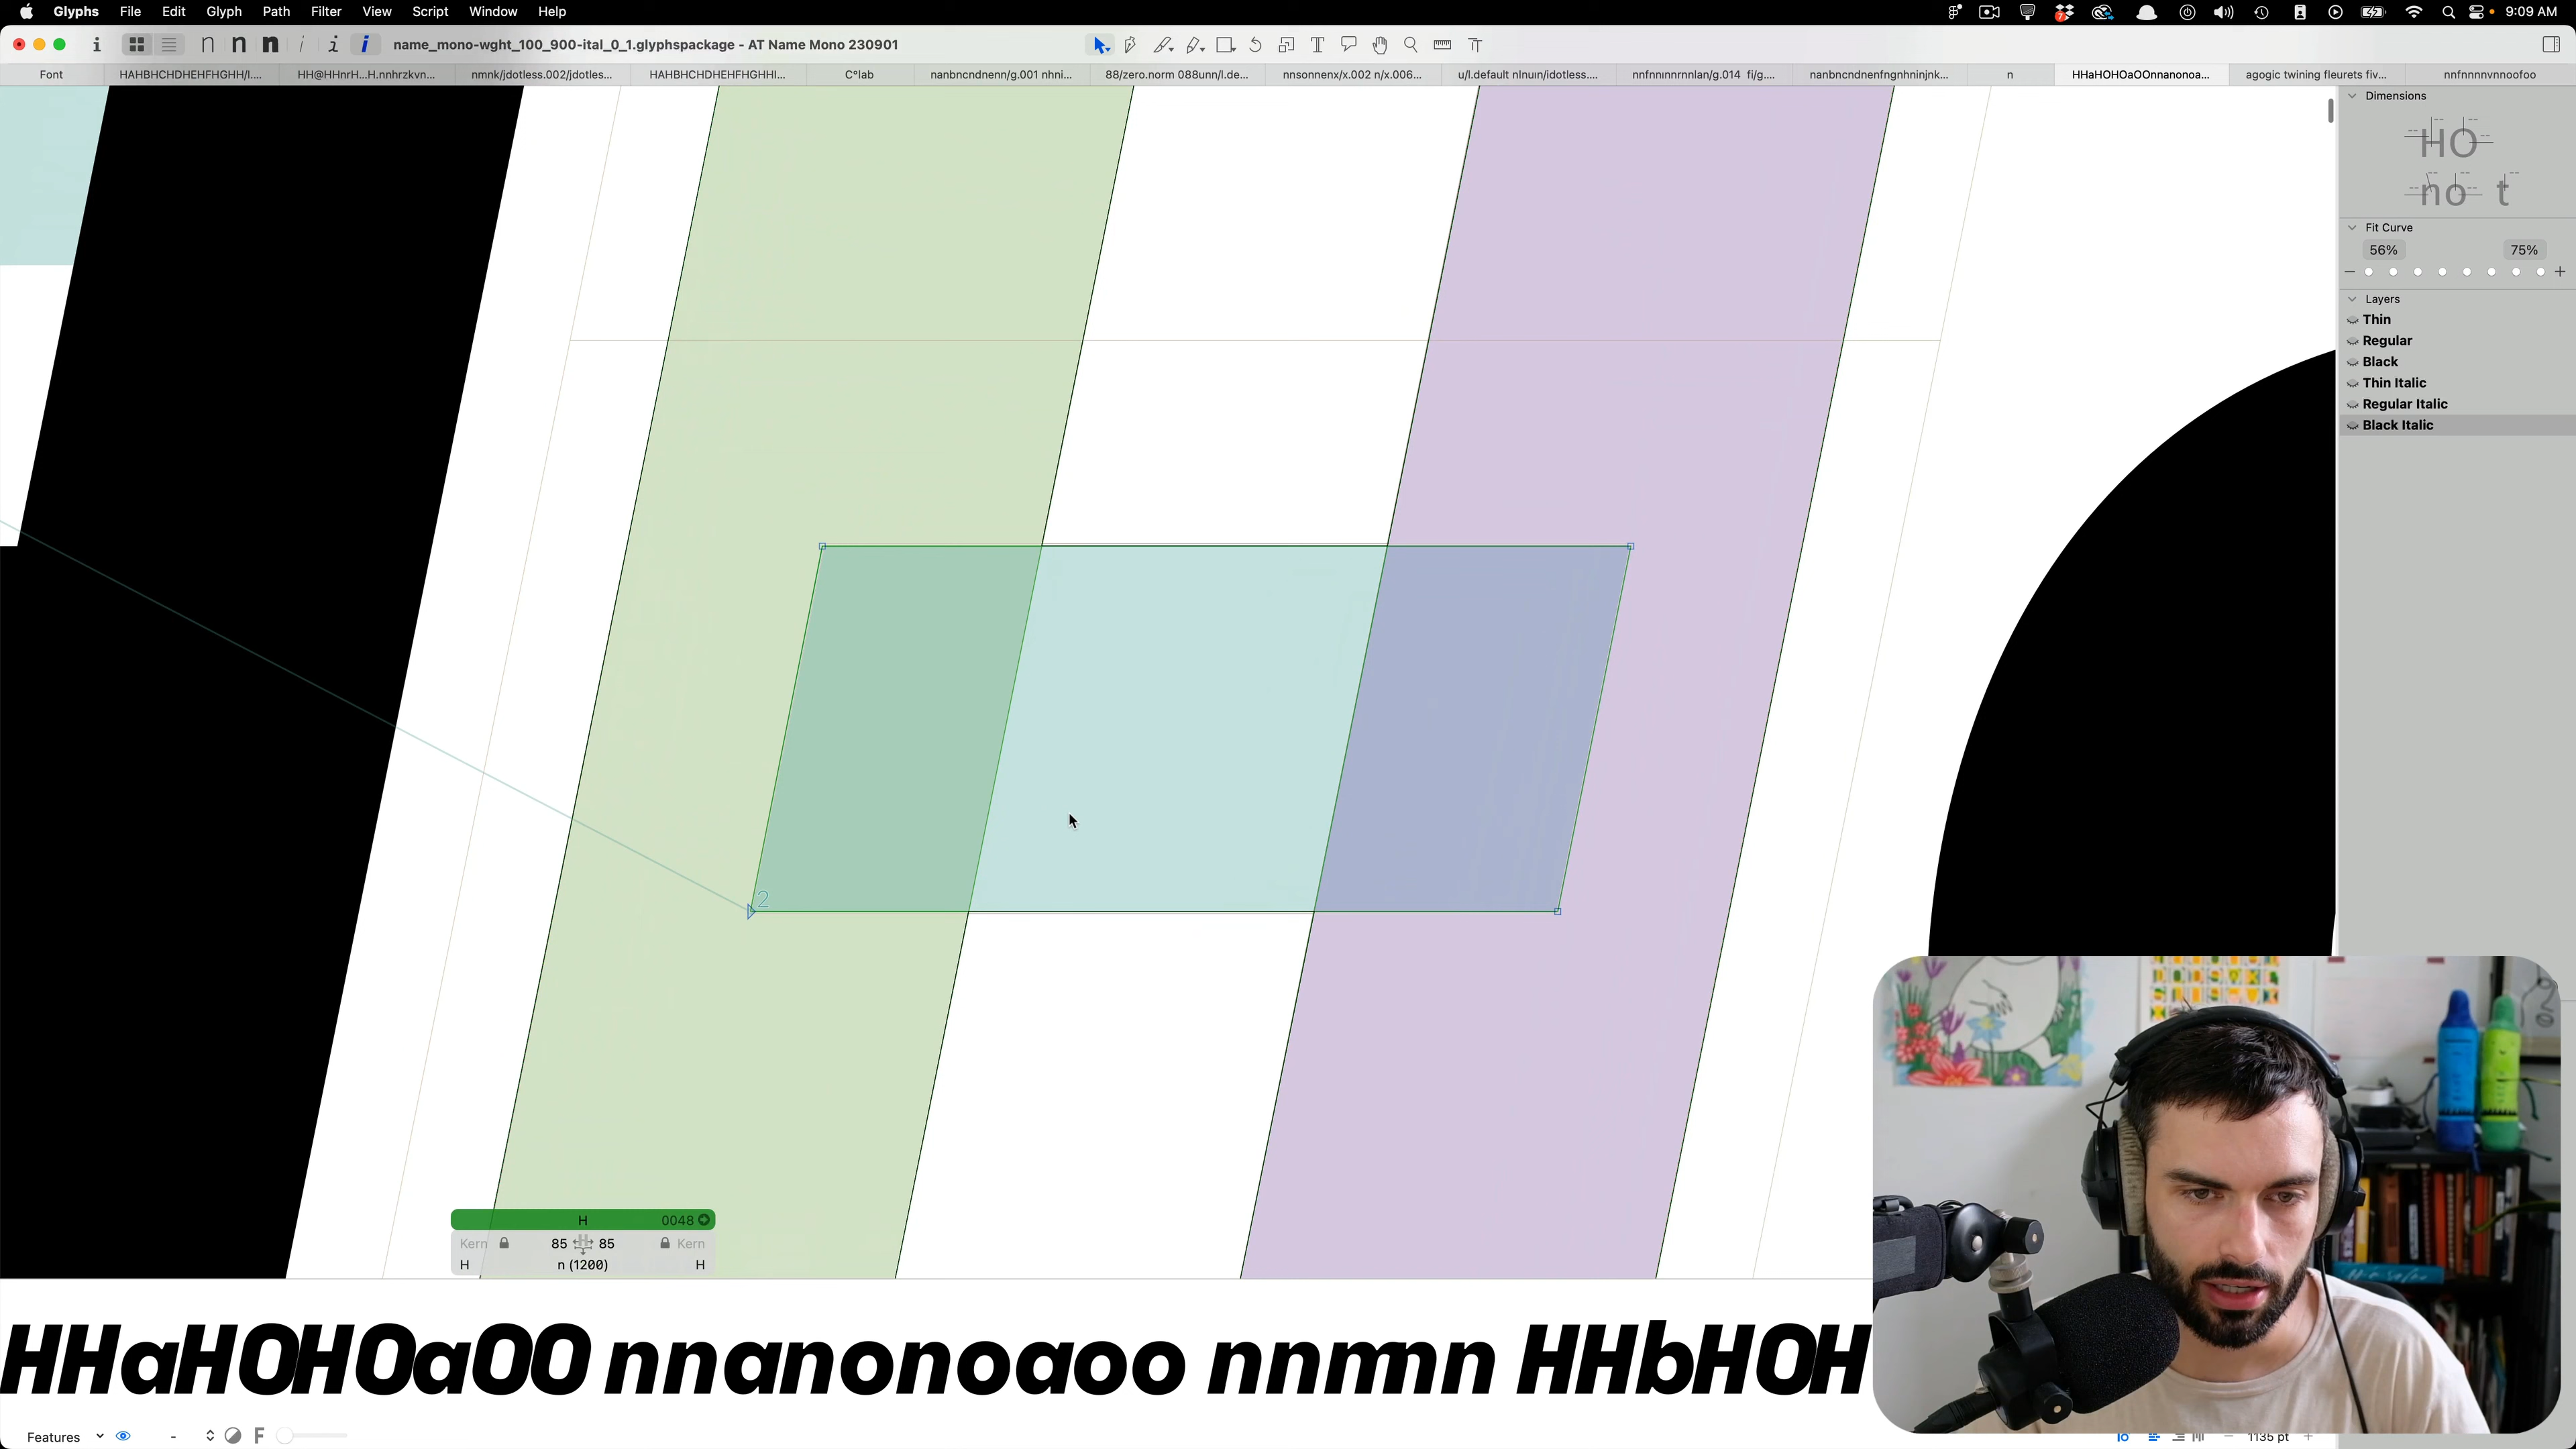 Glyphs File Edit Glyph Path Filter View Script Window Help 9:09 AM
name_mono-wght_100_900-ital_0_1.glyphspackage - AT Name Mono 230901
Font HAHBHCHDHEHFHGHH/l.... HH@HHnrH...H.nnhrzkvn... nmnk/jdotless.002/jdotles... HAHBHCHDHEHFHGHHI... C°lab nanbncndnenn/g.001 nhni... 88/zero.norm 088unn/l.de... nnsonnenx/x.002 n/x.006... u/l.default nlnuın/idotless.... nnfnnınnrnnlan/g.014 fi/g.... nanbncndnenfngnhninjnk... n HHaHOHOaOOnnanonoa... agogic twining fleurets fiv... nnfnnnnvnnoofoo
Dimensions
HO
no t
Fit Curve
56% 75%
Layers
Thin
Regular
Black
Thin Italic
Regular Italic
Black Italic
2
H 0048
Kern 85 85 Kern
H n (1200) H
HHaHOHOaOO nnanonoaoo nnmn HHbHOH
Features - F 1135 pt